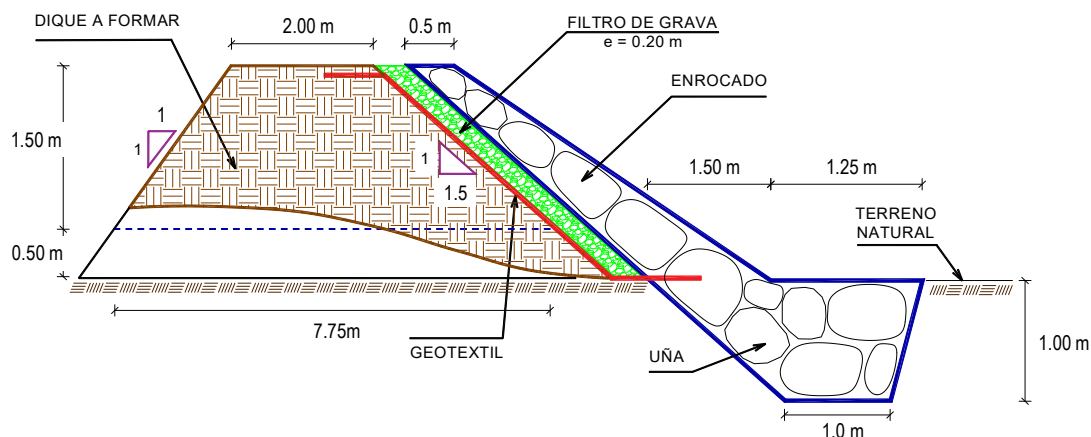 DIQUE A FORMAR
2.00 m
0.5 m
FILTRO DE GRAVA
e = 0.20 m
ENROCADO
1
1
1.50 m
1
1.5
1.50 m
1.25 m
TERRENO
NATURAL
0.50 m
7.75m
GEOTEXTIL
UÑA
1.00 m
1.0 m